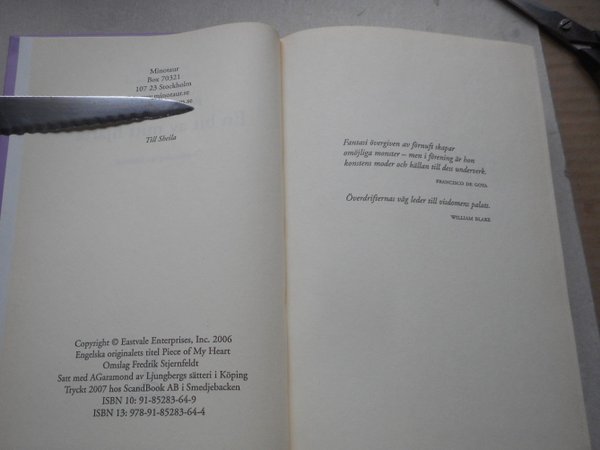 Minotaur
Box 70321
107 23 Stockholm
www.minotaur.se
Till Sheila
Copyright © Eastvale Enterprises, Inc. 2006
Engelska originalets titel Piece of My Heart
Omslag Fredrik Stjernfeldt
Satt med AGaramond av Ljungbergs sätteri i Köping
Tryckt 2007 hos ScandBook AB i Smedjebacken
ISBN 10: 91-85283-64-9
ISBN 13: 978-91-85283-64-4
Fantasi övergiven av förnuft skapar
omöjliga monster – men i förening är hon
konstens moder och källan till dess underverk.
FRANCISCO DE GOYA
Överdrifternas väg leder till visdomens palats.
WILLIAM BLAKE